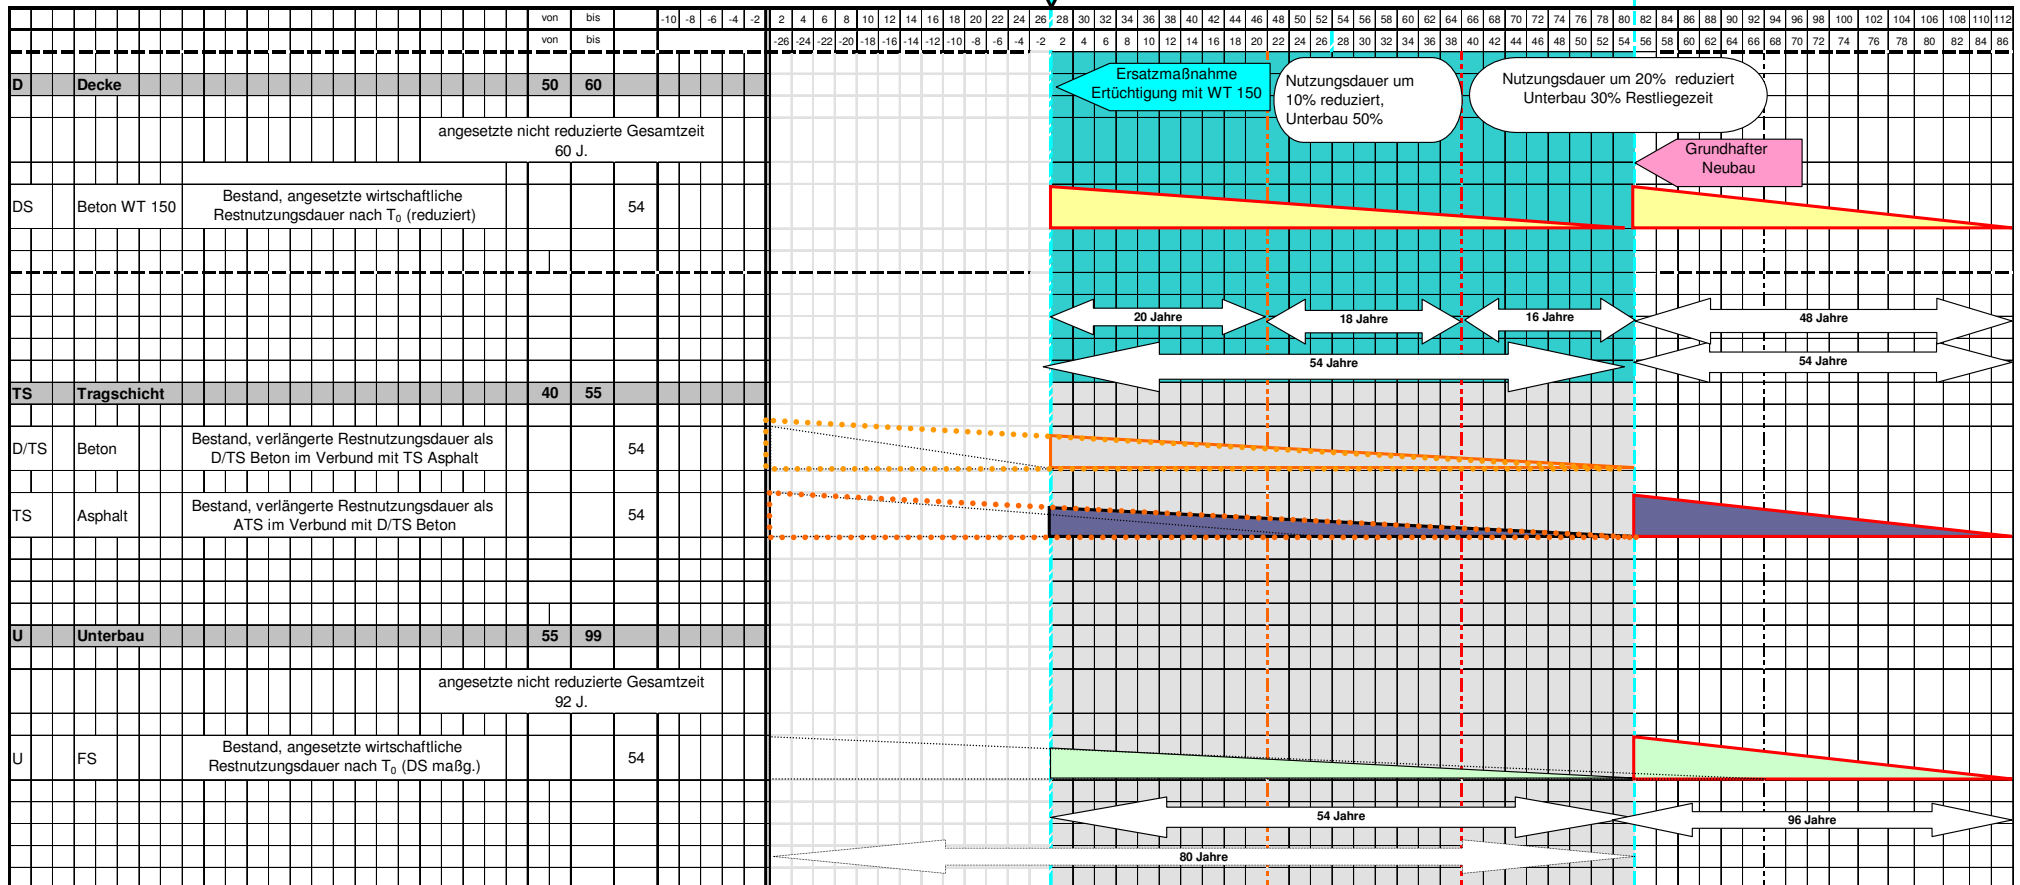 von bis -10 -8 -6 -4 -2 2 4 6 8 10 12 14 16 18 20 22 24 26 28 30 32 34 36 38 40 42 44 46 48 50 52 54 56 58 60 62 64 66 68 70 72 74 76 78 80 82 84 86 88 90 92 94 96 98 100 102 104 106 108 110 112
von bis -26 -24 -22 -20 -18 -16 -14 -12 -10 -8 -6 -4 -2 2 4 6 8 10 12 14 16 18 20 22 24 26 28 30 32 34 36 38 40 42 44 46 48 50 52 54 56 58 60 62 64 66 68 70 72 74 76 78 80 82 84 86
D Decke 50 60
Ersatzmaßnahme
Ertüchtigung mit WT 150
Nutzungsdauer um
10% reduziert,
Unterbau 50%
Nutzungsdauer um 20% reduziert
Unterbau 30% Restliegezeit
angesetzte nicht reduzierte Gesamtzeit
60 J.
Grundhafter
Neubau
DS Beton WT 150
Bestand, angesetzte wirtschaftliche
Restnutzungsdauer nach T0 (reduziert)
54
20 Jahre 18 Jahre 16 Jahre 48 Jahre
54 Jahre 54 Jahre
TS Tragschicht 40 55
D/TS Beton
Bestand, verlängerte Restnutzungsdauer als
D/TS Beton im Verbund mit TS Asphalt
54
TS Asphalt
Bestand, verlängerte Restnutzungsdauer als
ATS im Verbund mit D/TS Beton
54
U Unterbau 55 99
angesetzte nicht reduzierte Gesamtzeit
92 J.
U FS
Bestand, angesetzte wirtschaftliche
Restnutzungsdauer nach T0 (DS maßg.)
54
54 Jahre 96 Jahre
80 Jahre